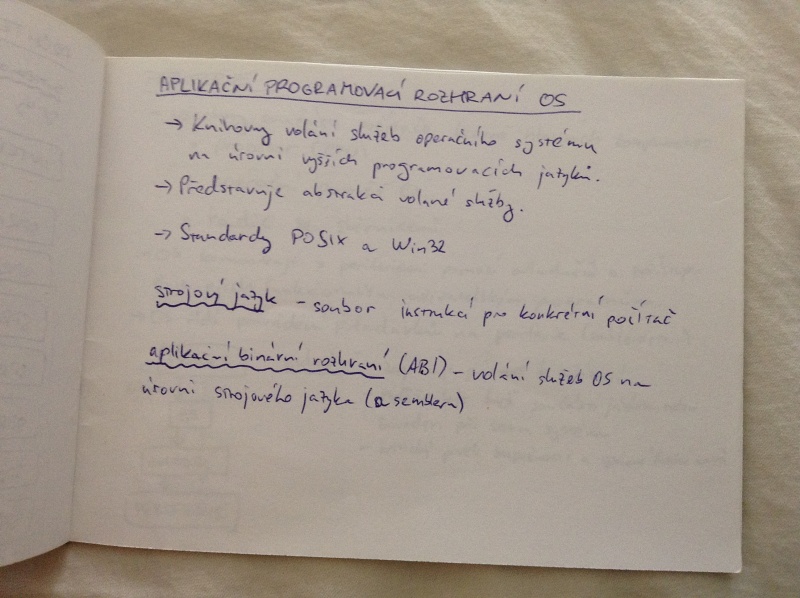 APLIKAČNÍ PROGRAMOVACÍ ROZHRANÍ OS
→ Knihovny volání služeb operačního systému
na úrovni vyšších programovacích jazyků.
→ Představuje abstrakci volané služby.
→ Standardy POSIX a Win32
strojový jazyk - soubor instrukcí pro konkrétní počítač
aplikační binární rozhraní (ABI) - volání služeb OS na
úrovni strojového jazyka (asembleru)